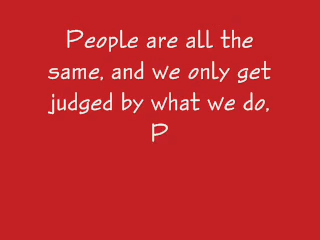 People are all the
same, and we only get
judged by what we do.
P